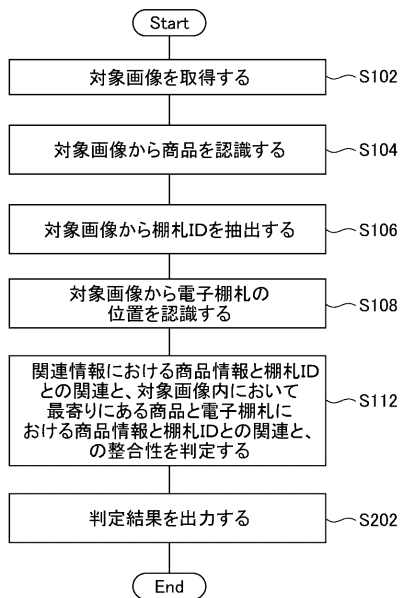 Start
対象画像を取得する
S102
対象画像から商品を認識する
S104
対象画像から棚札IDを抽出する
S106
対象画像から電子棚札の
位置を認識する
S108
関連情報における商品情報と棚札ID
との関連と、対象画像内において
最寄りにある商品と電子棚札に
おける商品情報と棚札IDとの関連と、
の整合性を判定する
S112
判定結果を出力する
S202
End